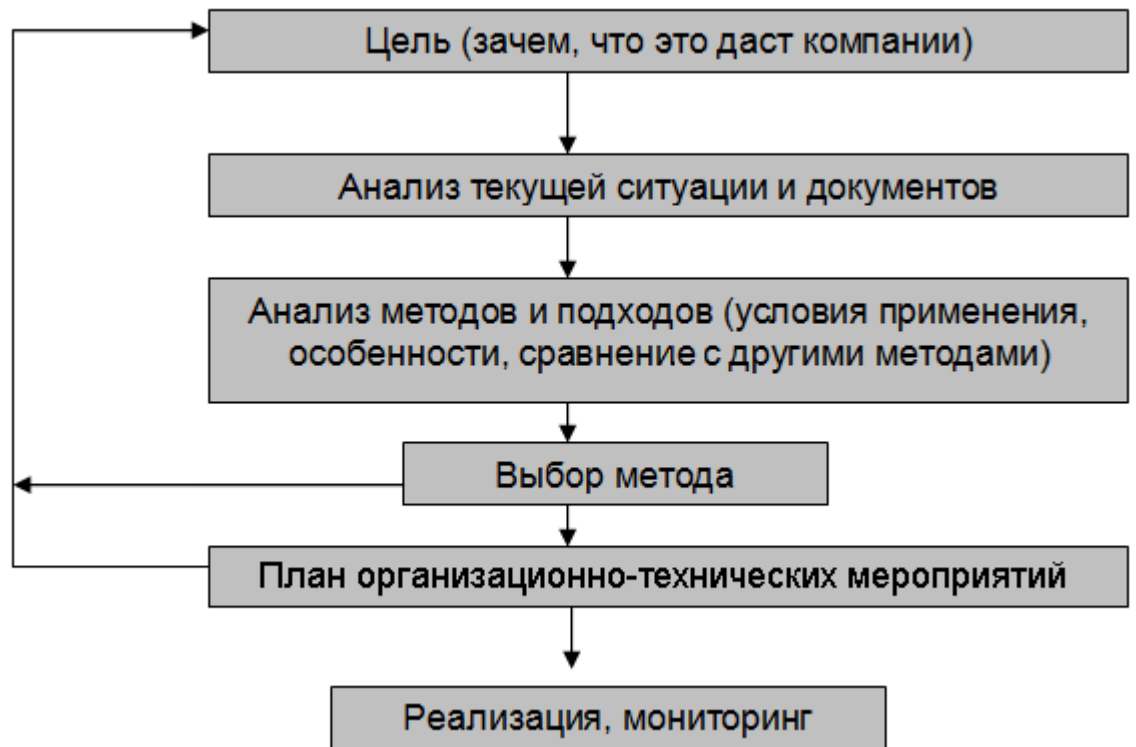 Цель (зачем, что это даст компании)
Анализ текущей ситуации и документов
Анализ методов и подходов (условия применения,
особенности, сравнение с другими методами)
Выбор метода
План организационно-технических мероприятий
Реализация, мониторинг